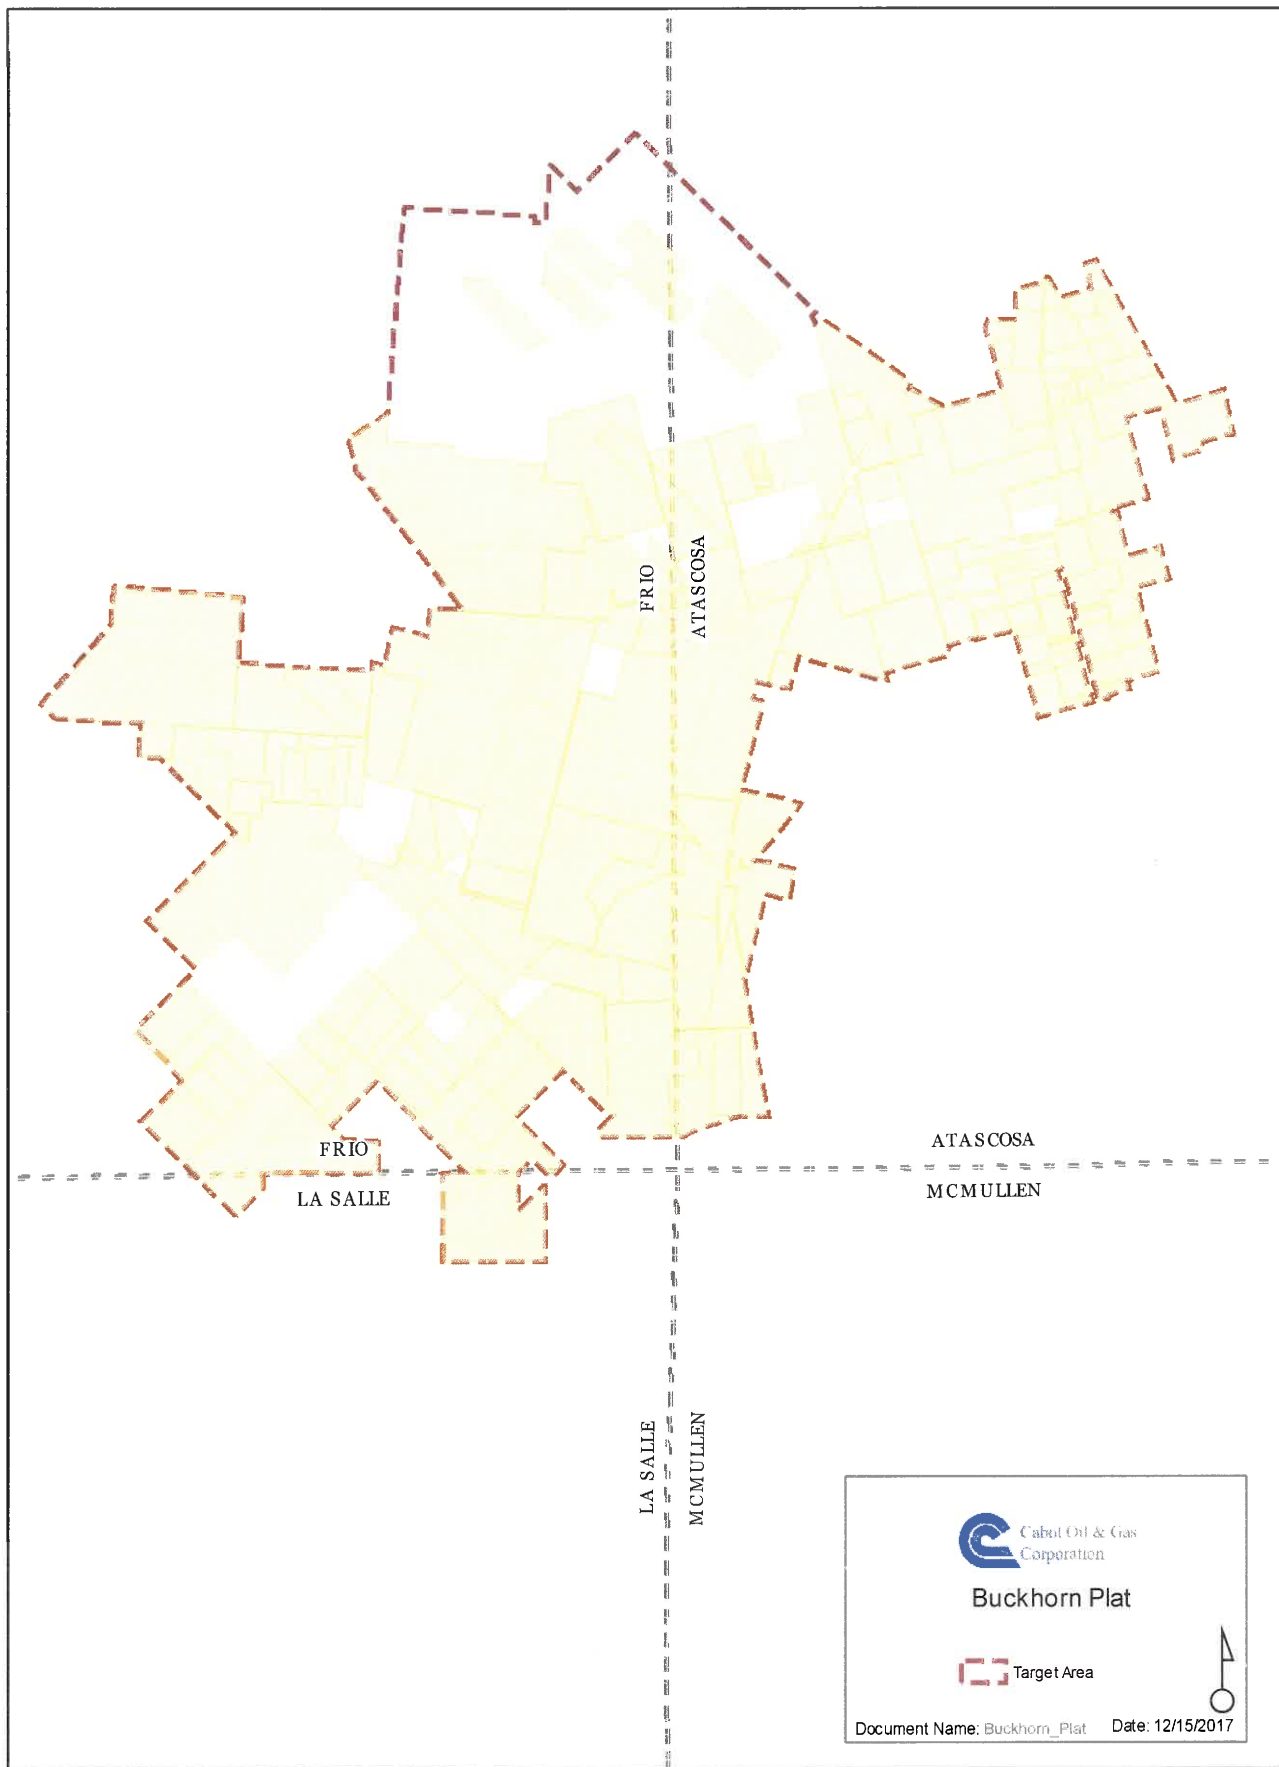 FRIO
ATASCOSA
FRIO
LA SALLE
ATASCOSA
MCMULLEN
LA SALLE
MCMULLEN
Cabot Oil & Gas
Corporation
Buckhorn Plat
Target Area
Document Name: Buckhorn_Plat Date: 12/15/2017